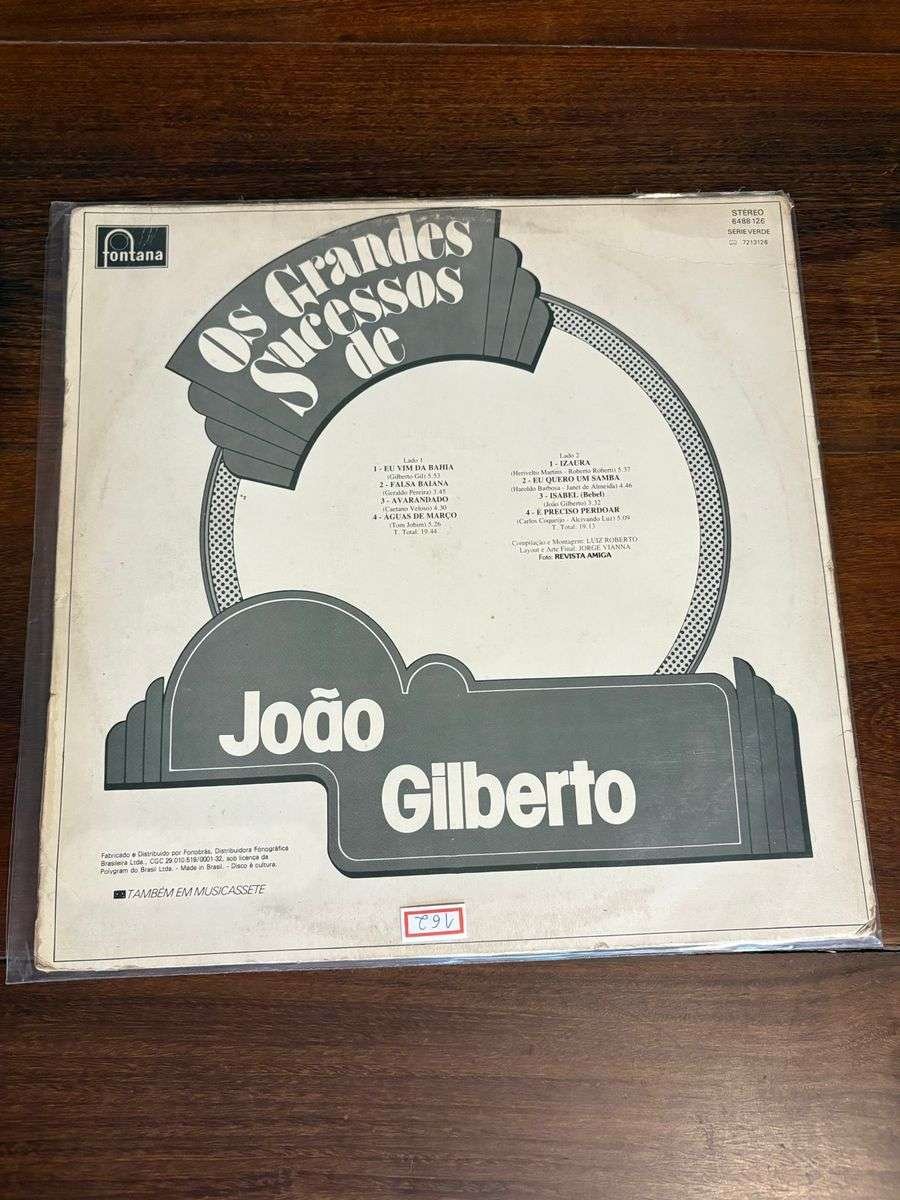 fontana
STEREO
6488 126
SERIE VERDE
7213126
Os Grandes
Sucessos
de
Lado 1
1 - EU VIM DA BAHIA
(Gilberto Gil) 5.53
2 - FALSA BAIANA
(Geraldo Pereira) 3.45
3 - AVARANDADO
(Caetano Veloso) 4.30
4 - ÁGUAS DE MARÇO
(Tom Jobim) 5.26
T. Total: 19.44
Lado 2
1 - IZAURA
(Herivelto Martins - Roberto Roberti) 5.37
2 - EU QUERO UM SAMBA
(Haroldo Barbosa - Janet de Almeida) 4.46
3 - ISABEL (Bebel)
(João Gilberto) 3.32
4 - É PRECISO PERDOAR
(Carlos Coqueijo - Alcivando Luz) 5.09
T. Total: 19.13
Compilação e Montagem: LUIZ ROBERTO
Layout e Arte Final: JORGE VIANNA
Foto: REVISTA AMIGA
João
Gilberto
Fabricado e Distribuido por Fonobrás, Distribuidora Fonográfica
Brasileira Ltda., CGC 29.010.519/0001-32, sob licença da
Polygram do Brasil Ltda. - Made in Brasil. - Disco é cultura.
TAMBÉM EM MUSICASSETE
162